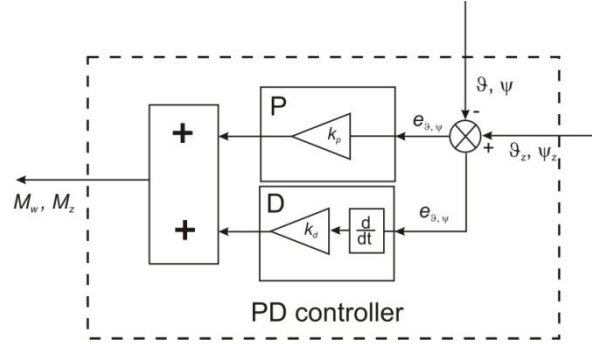 ϑ, ψ
-
P
k_p
e_ϑ,ψ
+
+
ϑ_z, ψ_z
M_w, M_z
D
k_d
d
dt
e_ϑ,ψ
+
PD controller